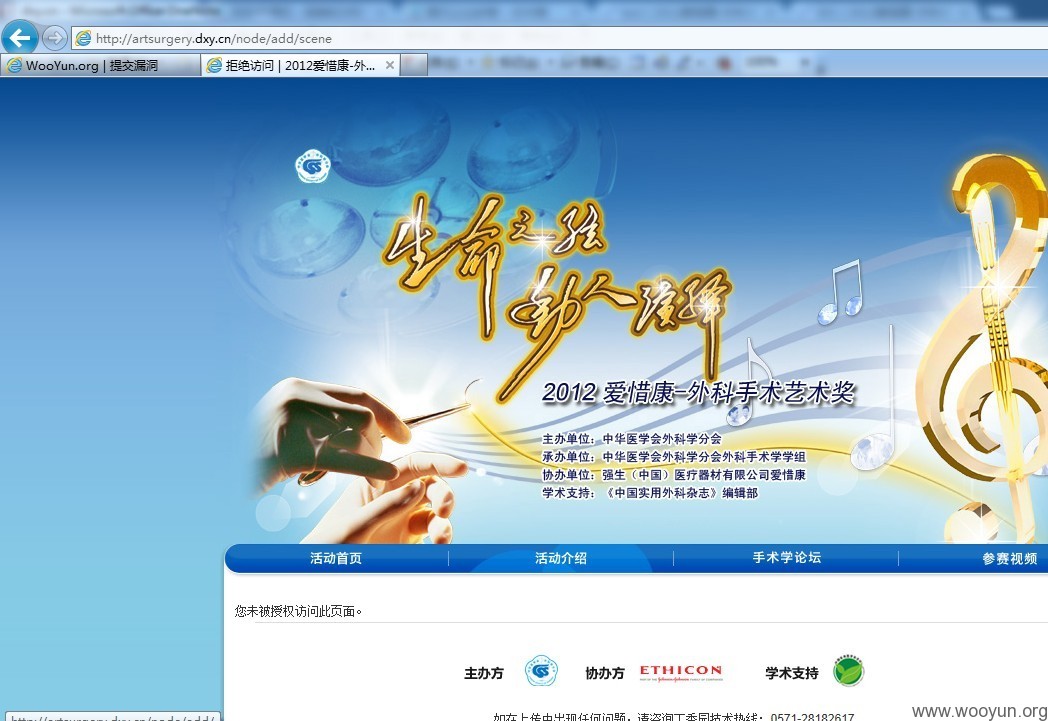 http://artsurgery.dxy.cn/node/add/scene
WooYun.org | 提交漏洞
拒绝访问 | 2012爱惜康-外...
生命之弦
动人演绎
2012 爱惜康-外科手术艺术奖
主办单位：中华医学会外科学分会
承办单位：中华医学会外科学分会外科手术学学组
协办单位：强生（中国）医疗器材有限公司爱惜康
学术支持：《中国实用外科杂志》编辑部
活动首页
活动介绍
手术学论坛
参赛视频
您未被授权访问此页面。
主办方
协办方
ETHICON
学术支持
如在上传中出现任何问题，请咨询丁香园技术热线：0571-28182617
http://artsurgery.dxy.cn/node/add/
www.wooyun.org